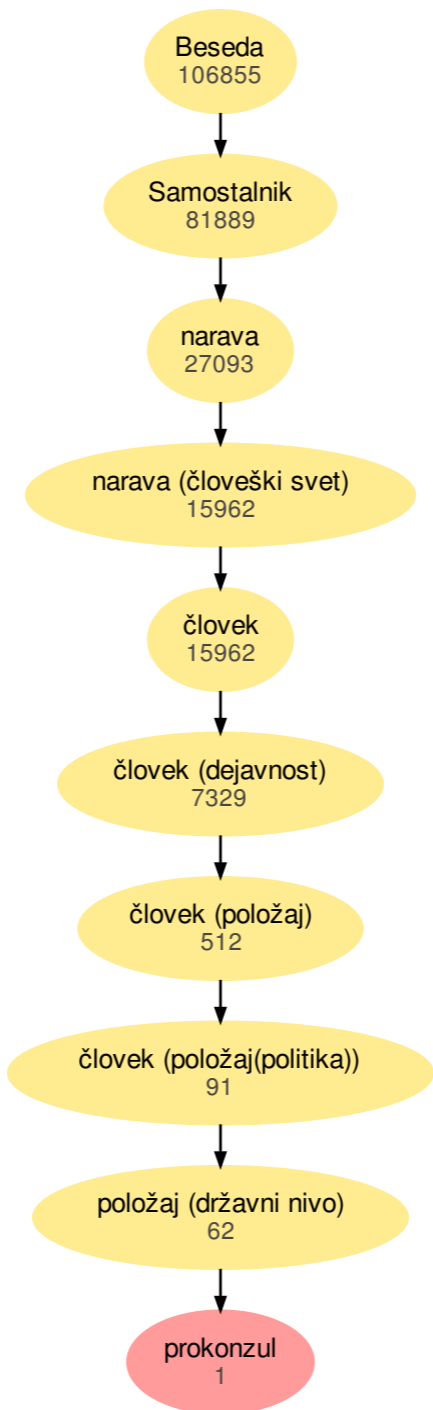 Beseda
106855
Samostalnik
81889
narava
27093
narava (človeški svet)
15962
človek
15962
človek (dejavnost)
7329
človek (položaj)
512
človek (položaj(politika))
91
položaj (državni nivo)
62
prokonzul
1